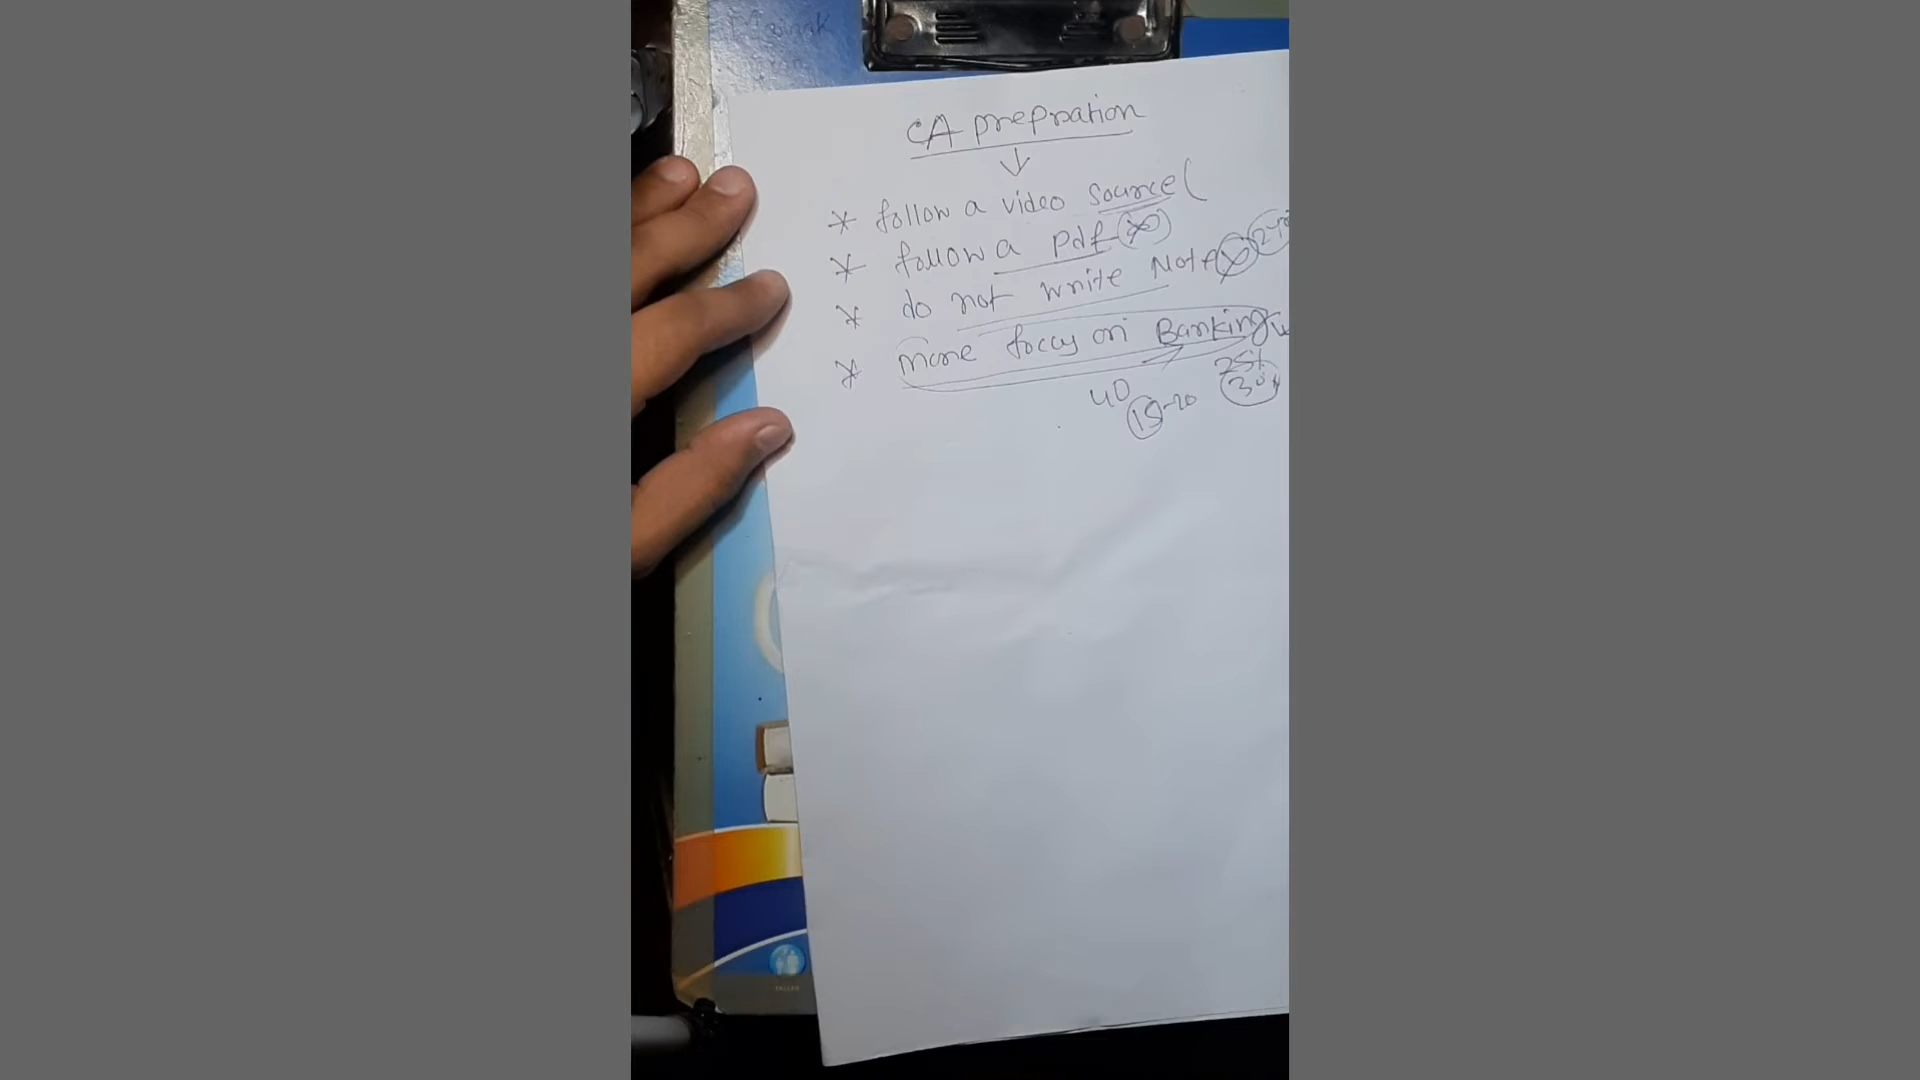 CA prepration
↓
* follow a video source (
* follow a Pdf
* do not write Note
* more focus on Banking
25%
40 30%
15-20